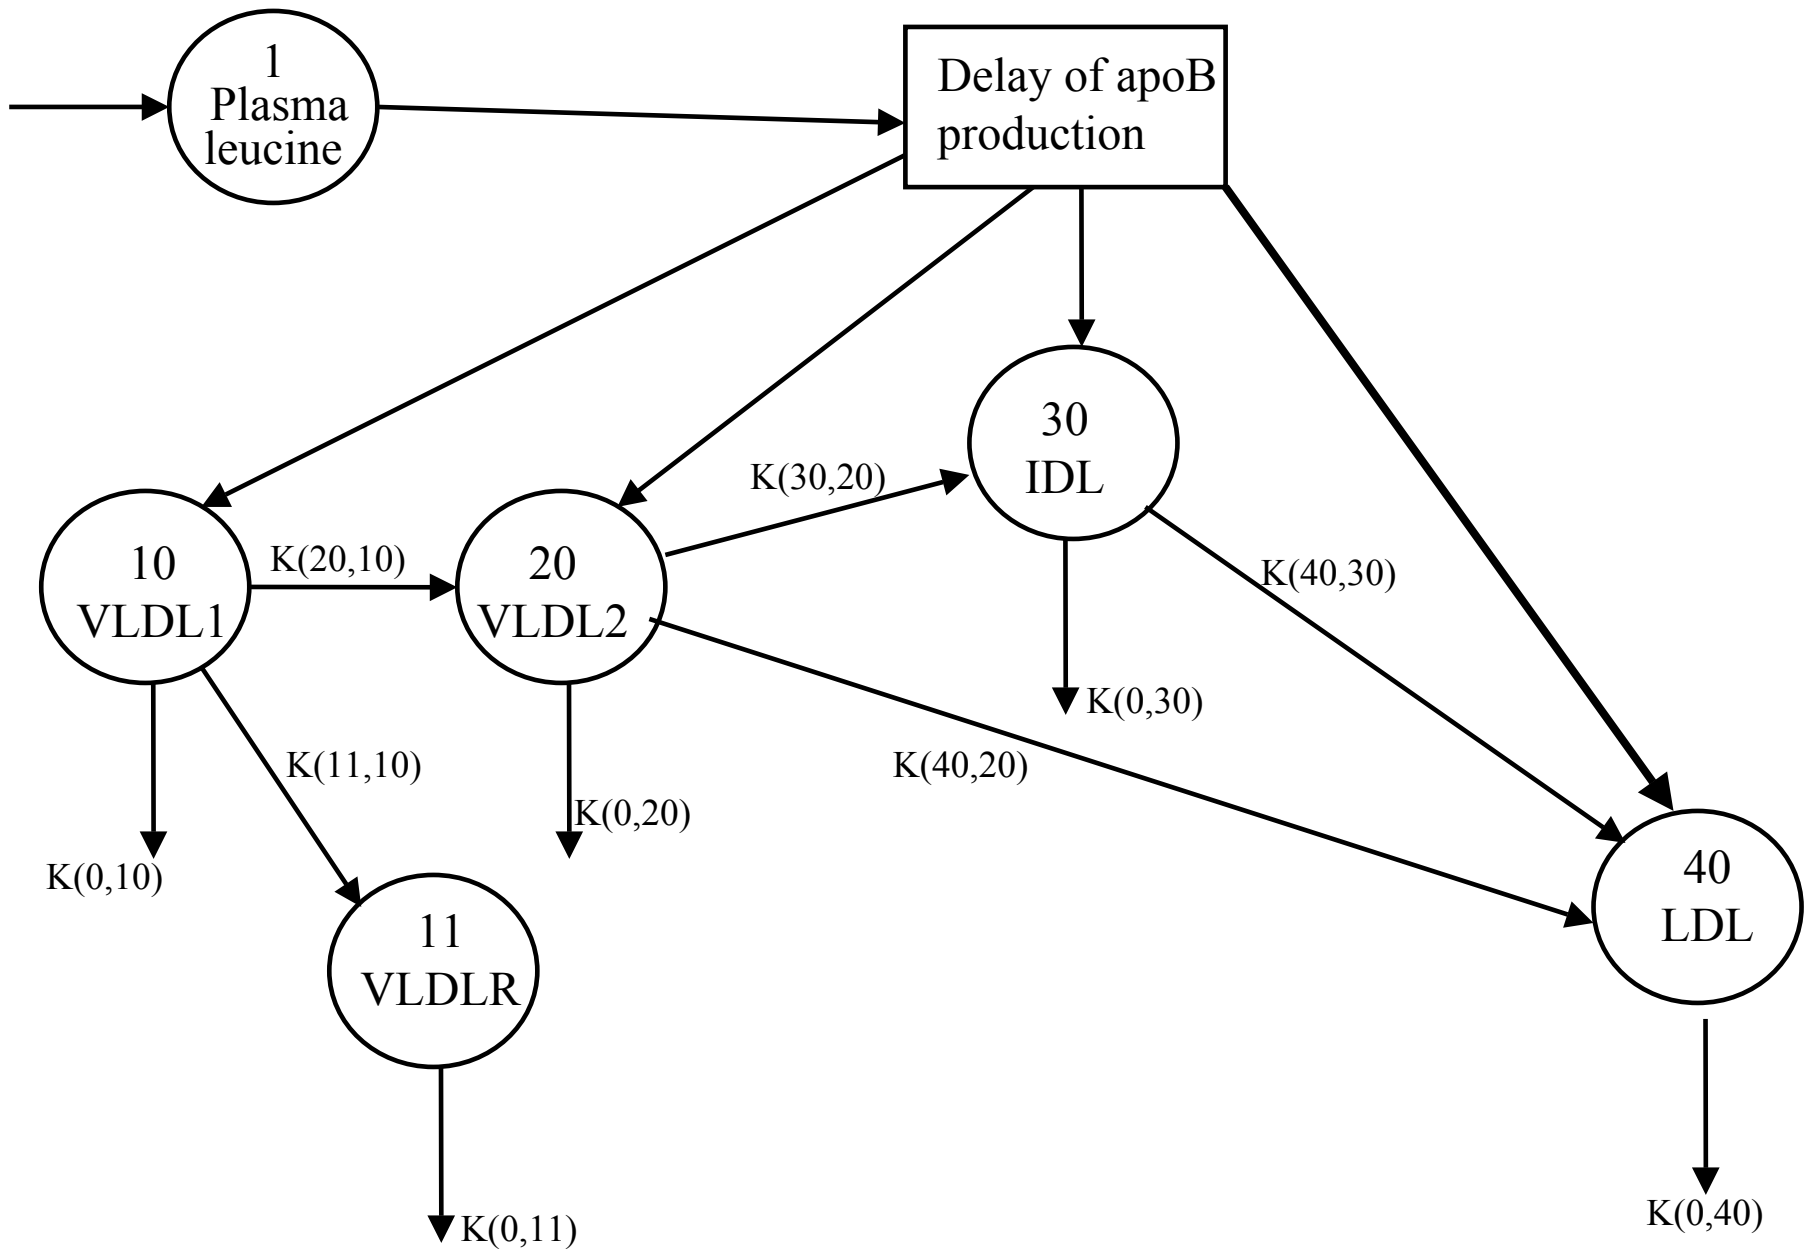 1
Plasma
leucine
Delay of apoB
production
30
IDL
K(30,20)
10
VLDL1
K(20,10)
20
VLDL2
K(40,30)
K(0,30)
K(11,10)
K(40,20)
K(0,20)
K(0,10)
40
LDL
11
VLDLR
K(0,40)
K(0,11)